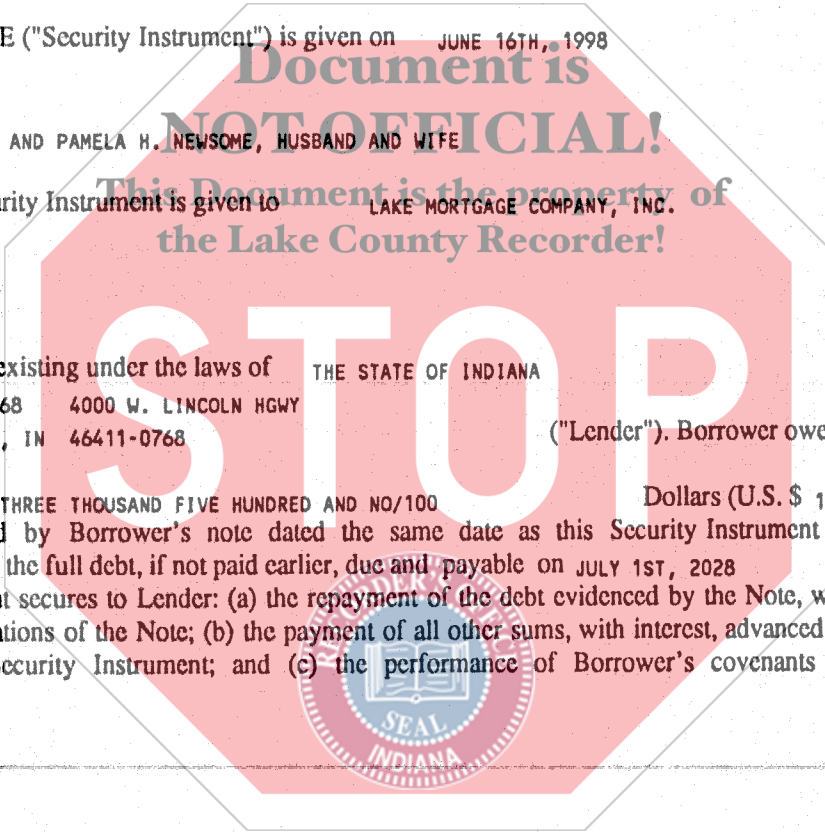 E ("Security Instrument") is given on JUNE 16TH, 1998
Document is
NOT OFFICIAL!
AND PAMELA H. NEWSOME, HUSBAND AND WIFE
This Document is the property of
rity Instrument is given to LAKE MORTGAGE COMPANY, INC.
the Lake County Recorder!
STOP
existing under the laws of THE STATE OF INDIANA
68 4000 W. LINCOLN HGWY
, IN 46411-0768 ("Lender"). Borrower owe
THREE THOUSAND FIVE HUNDRED AND NO/100 Dollars (U.S. $ 1
d by Borrower's note dated the same date as this Security Instrument
the full debt, if not paid earlier, due and payable on JULY 1ST, 2028
t secures to Lender: (a) the repayment of the debt evidenced by the Note, w
tions of the Note; (b) the payment of all other sums, with interest, advanced
ecurity Instrument; and (c) the performance of Borrower's covenants
RECORDER'S OFFICE
SEAL
INDIANA